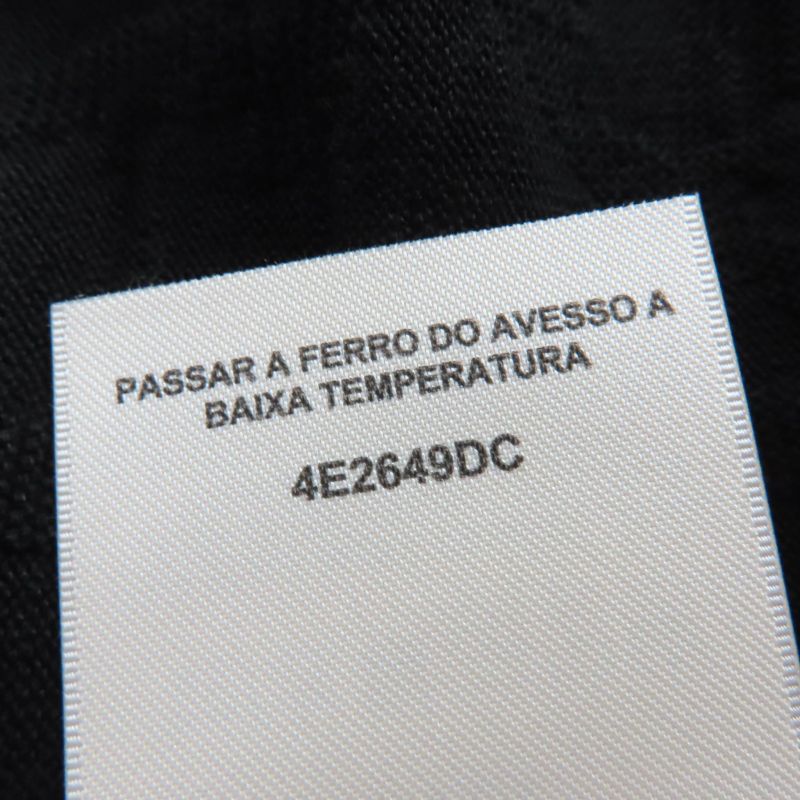 PASSAR A FERRO DO AVESSO A
BAIXA TEMPERATURA
4E2649DC